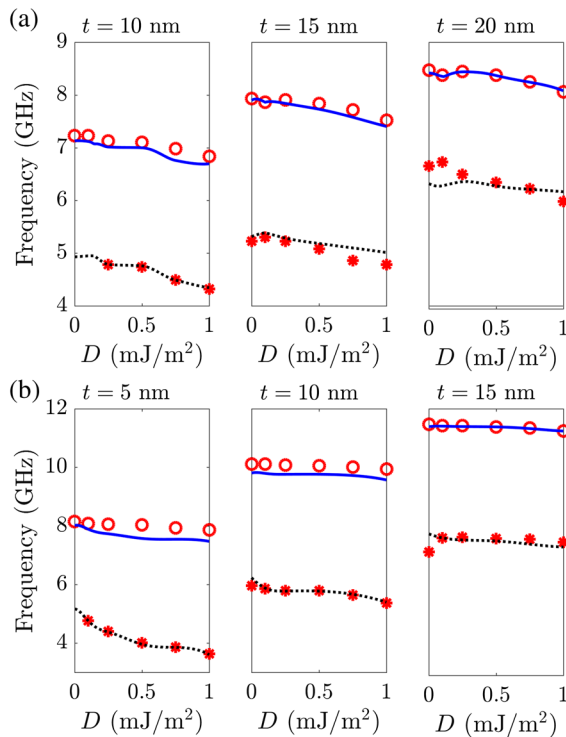 (a)
t = 10 nm t = 15 nm t = 20 nm
9
8
7
6
5
4
Frequency (GHz)
0 0.5 1 0 0.5 1 0 0.5 1
D (mJ/m²) D (mJ/m²) D (mJ/m²)
(b)
t = 5 nm t = 10 nm t = 15 nm
12
10
8
6
4
Frequency (GHz)
0 0.5 1 0 0.5 1 0 0.5 1
D (mJ/m²) D (mJ/m²) D (mJ/m²)